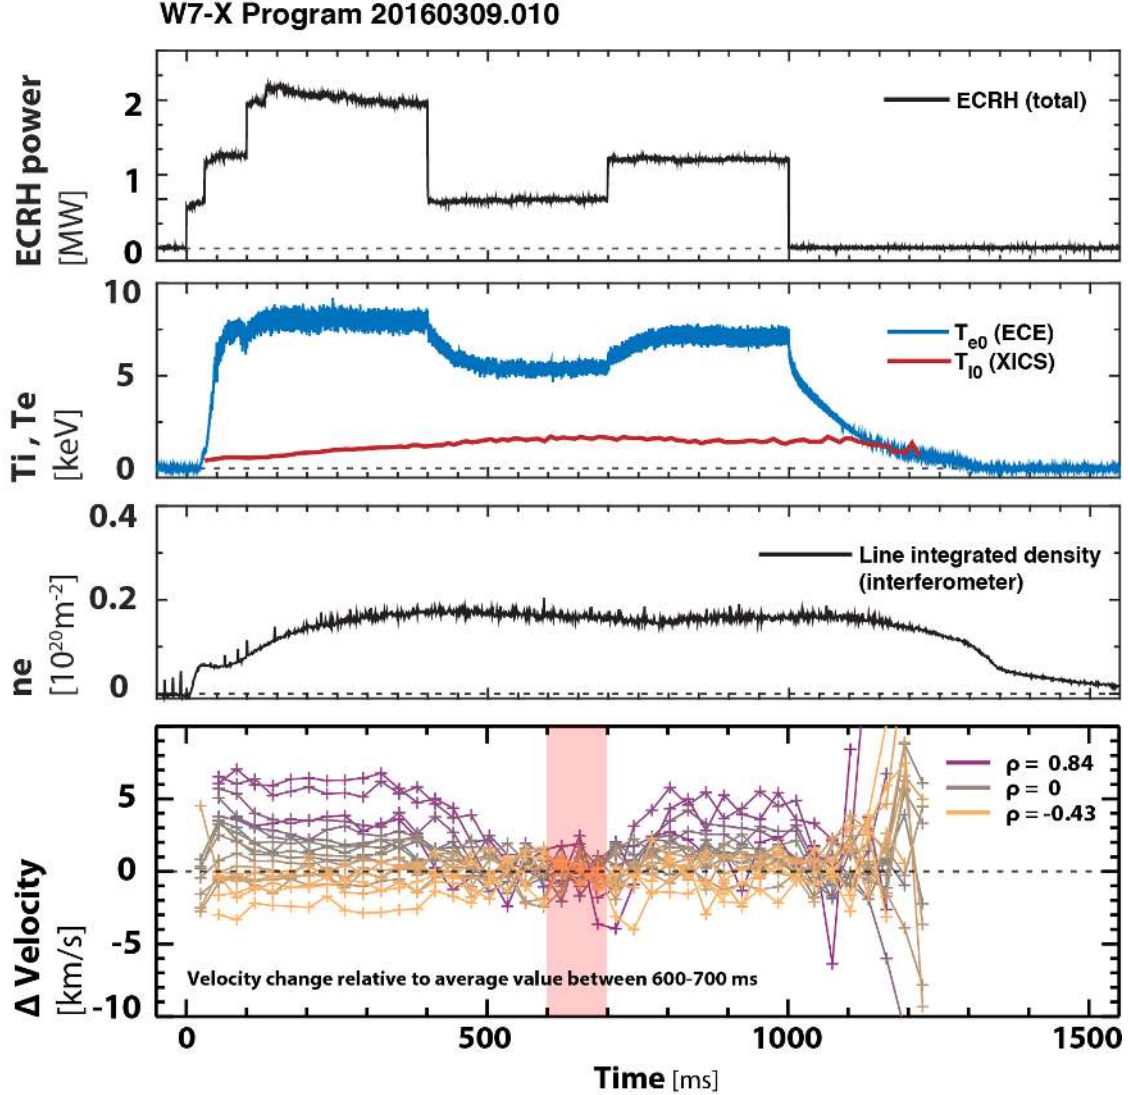 W7-X Program 20160309.010
ECRH power
[MW]
2
1
0
ECRH (total)
Ti , Te
[keV]
10
5
0
Te0 (ECE)
TI0 (XICS)
ne
[10^20 m^-2]
0.4
0.2
0
Line integrated density
(interferometer)
Δ Velocity
[km/s]
5
0
-5
-10
ρ = 0.84
ρ = 0
ρ = -0.43
Velocity change relative to average value between 600-700 ms
0 500 1000 1500
Time [ms]